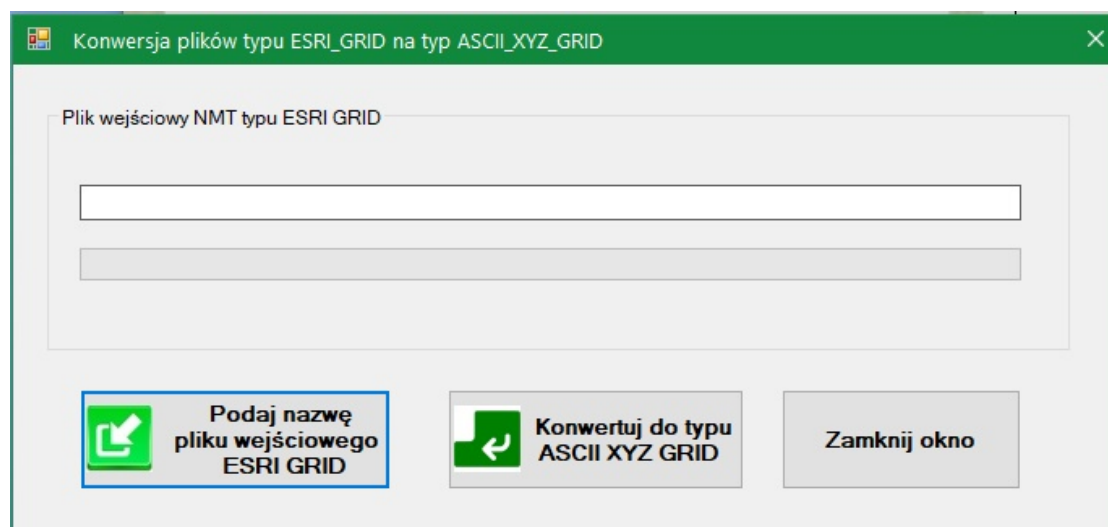 Konwersja plików typu ESRI_GRID na typ ASCII_XYZ_GRID
Plik wejściowy NMT typu ESRI GRID
Podaj nazwę
pliku wejściowego
ESRI GRID
Konwertuj do typu
ASCII XYZ GRID
Zamknij okno